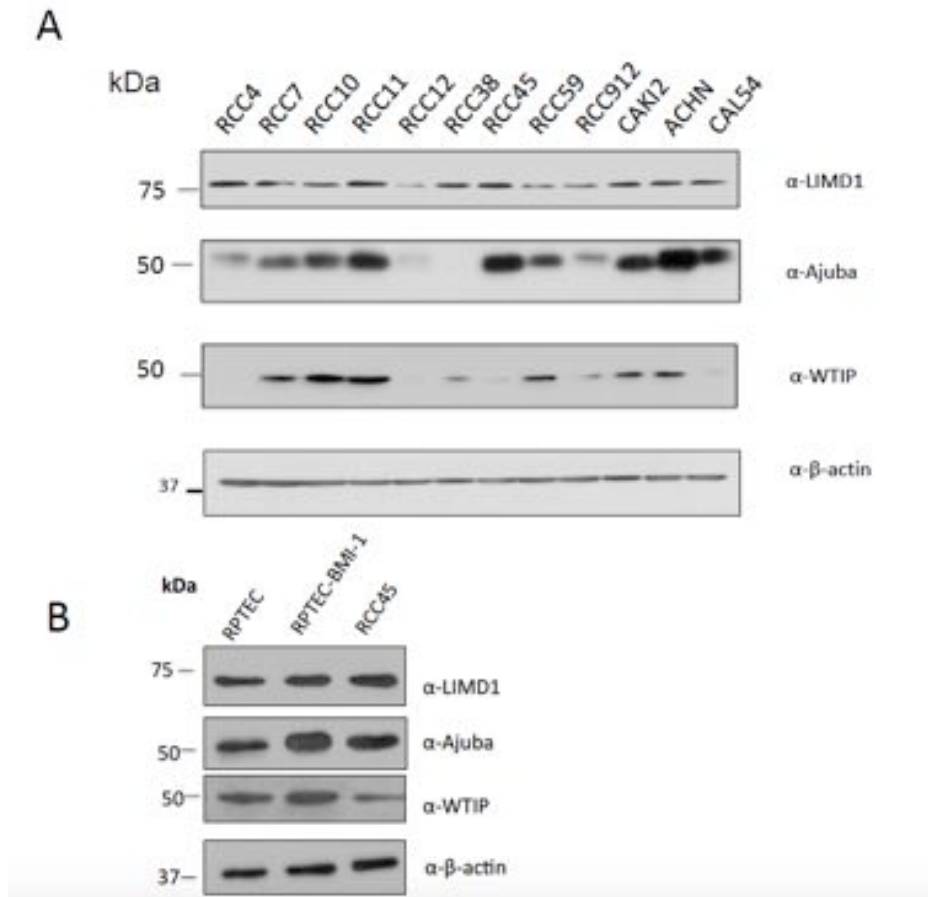 A
kDa
RCC4 RCC7 RCC10 RCC11 RCC12 RCC38 RCC45 RCC59 RCC912 CAKI2 ACHN CAL54
75
α-LIMD1
50
α-Ajuba
50
α-WTIP
37
α-β-actin
B
kDa
RPTEC RPTEC-BMI-1 RCC45
75
α-LIMD1
50
α-Ajuba
50
α-WTIP
37
α-β-actin